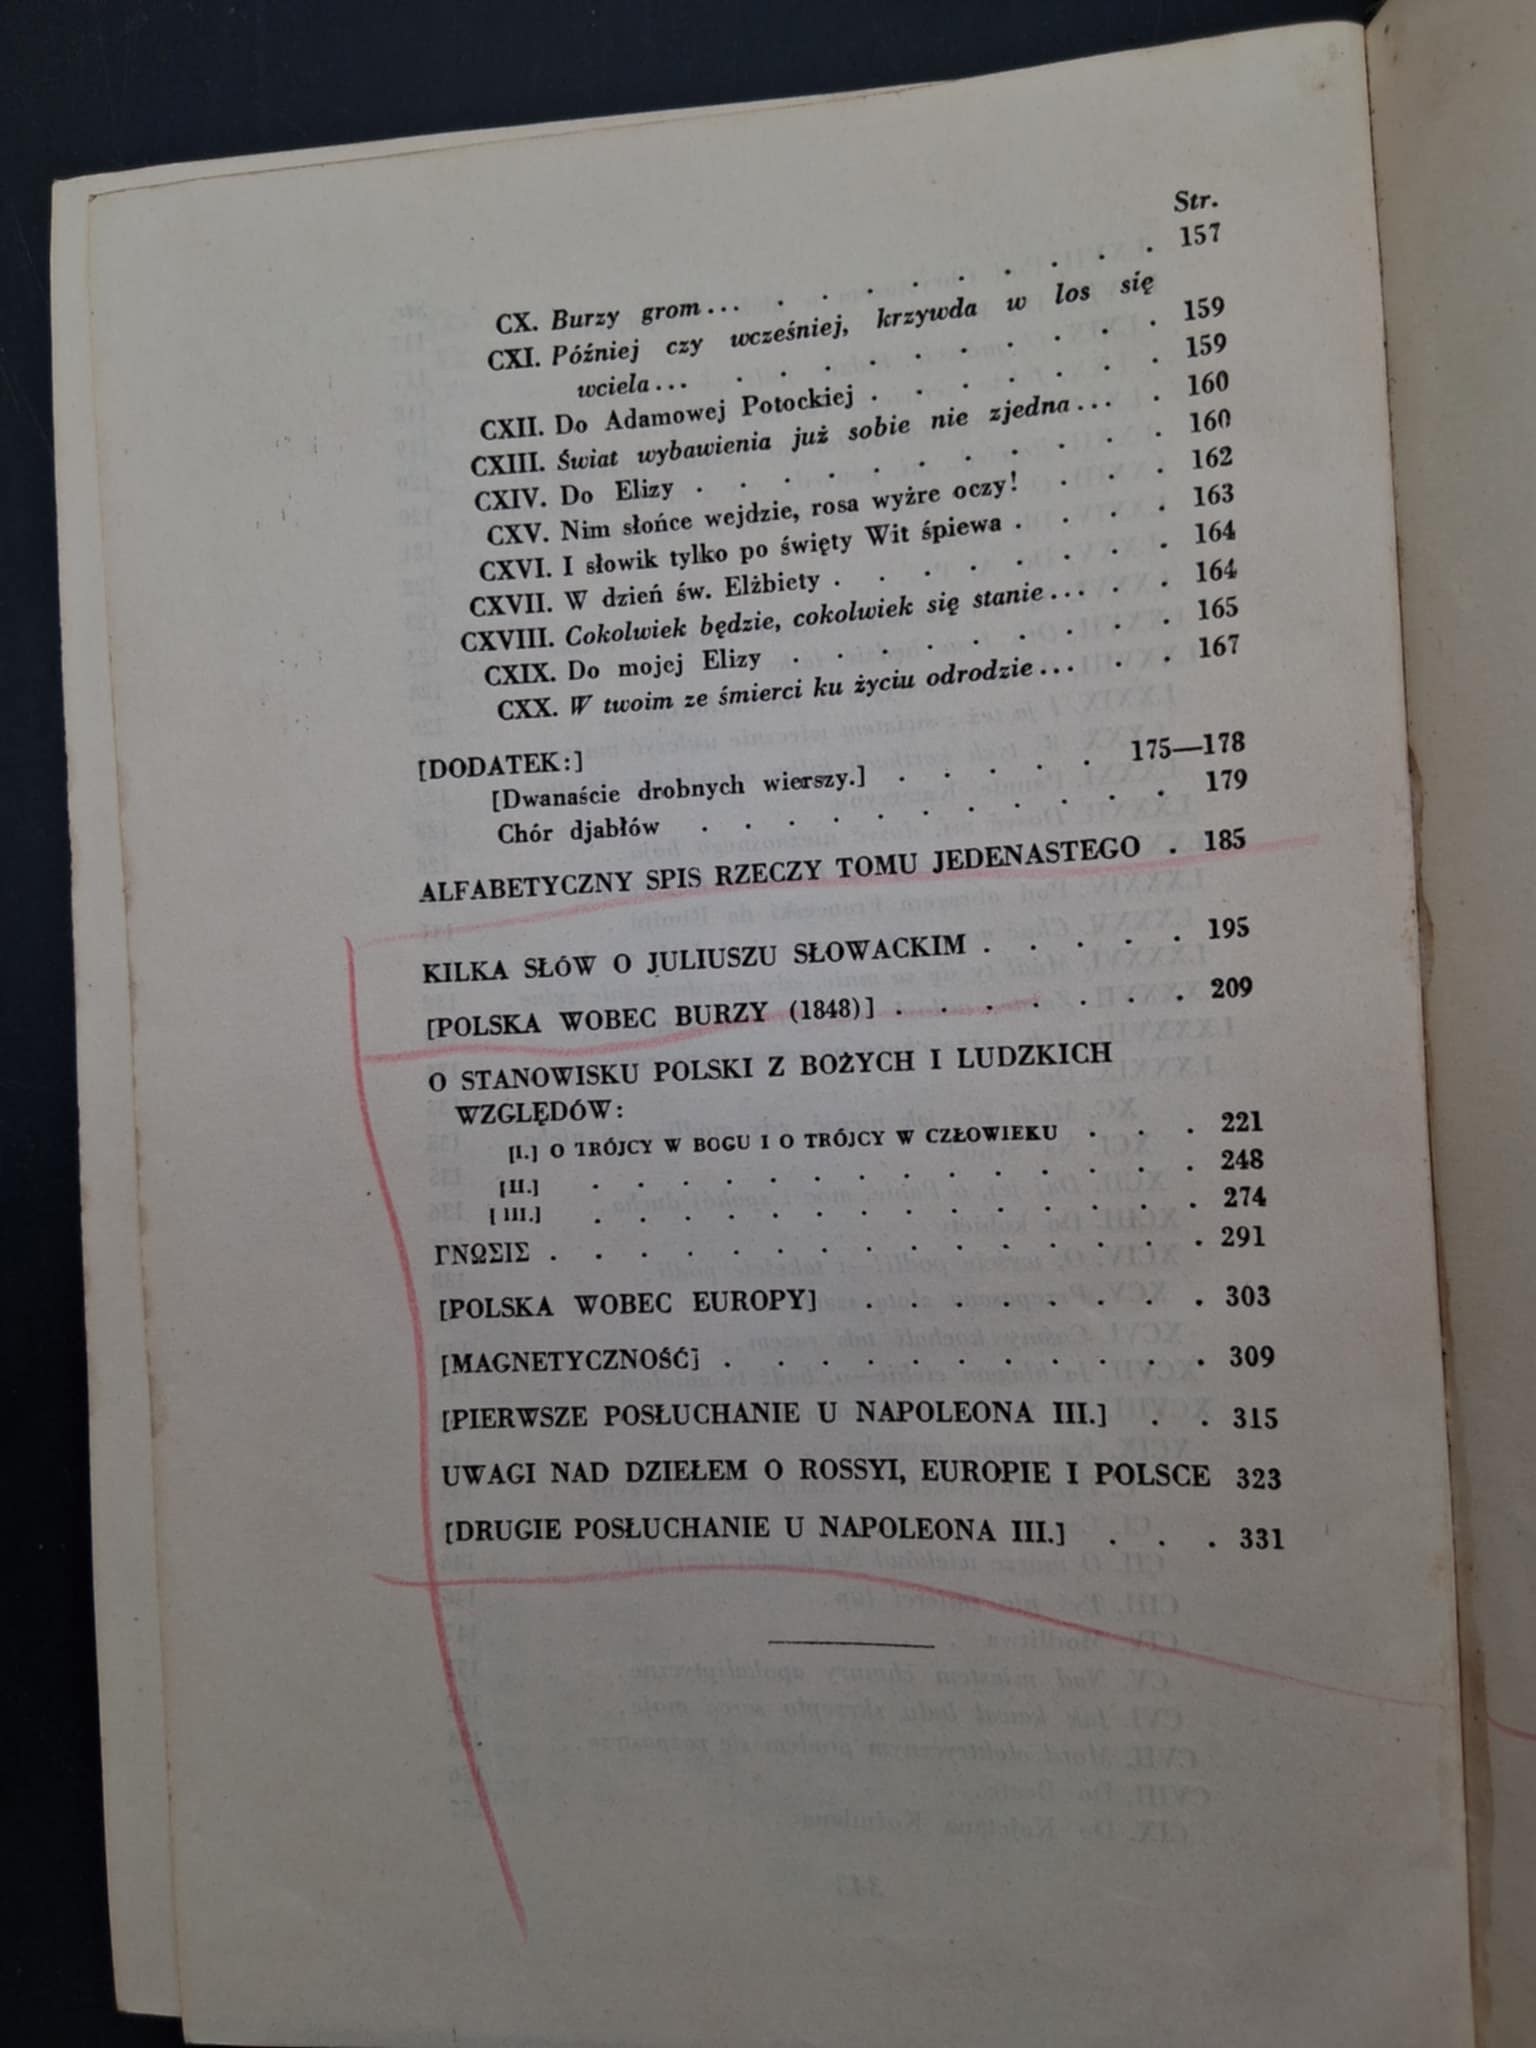 Str.
CX. Burzy grom... . . . . . . . . . 157
CXI. Później czy wcześniej, krzywda w los się
wciela... . . . . . . . . . . 159
CXII. Do Adamowej Potockiej . . . . . . . 159
CXIII. Świat wybawienia już sobie nie zjedna... . 160
CXIV. Do Elizy . . . . . . . . . . . 160
CXV. Nim słońce wejdzie, rosa wyżre oczy! . . . 162
CXVI. I słowik tylko po święty Wit śpiewa . . . . 163
CXVII. W dzień św. Elżbiety . . . . . . . . 164
CXVIII. Cokolwiek będzie, cokolwiek się stanie... . . 164
CXIX. Do mojej Elizy . . . . . . . . . 165
CXX. W twoim ze śmierci ku życiu odrodzie... . . 167
[DODATEK:]
[Dwanaście drobnych wierszy.] . . . . . 175—178
Chór djabłów . . . . . . . . . . . 179
ALFABETYCZNY SPIS RZECZY TOMU JEDENASTEGO . 185
KILKA SŁÓW O JULIUSZU SŁOWACKIM . . . . . 195
[POLSKA WOBEC BURZY (1848)] . . . . . . . 209
O STANOWISKU POLSKI Z BOŻYCH I LUDZKICH
WZGLĘDÓW:
[I.] O TRÓJCY W BOGU I O TRÓJCY W CZŁOWIEKU . . . 221
[II.] . . . . . . . . . . . . . . 248
[III.] . . . . . . . . . . . . . . 274
ΓΝΩΣΙΣ . . . . . . . . . . . . . . . 291
[POLSKA WOBEC EUROPY] . . . . . . . . 303
[MAGNETYCZNOŚĆ] . . . . . . . . . . . 309
[PIERWSZE POSŁUCHANIE U NAPOLEONA III.] . . 315
UWAGI NAD DZIEŁEM O ROSSYI, EUROPIE I POLSCE 323
[DRUGIE POSŁUCHANIE U NAPOLEONA III.] . . . 331